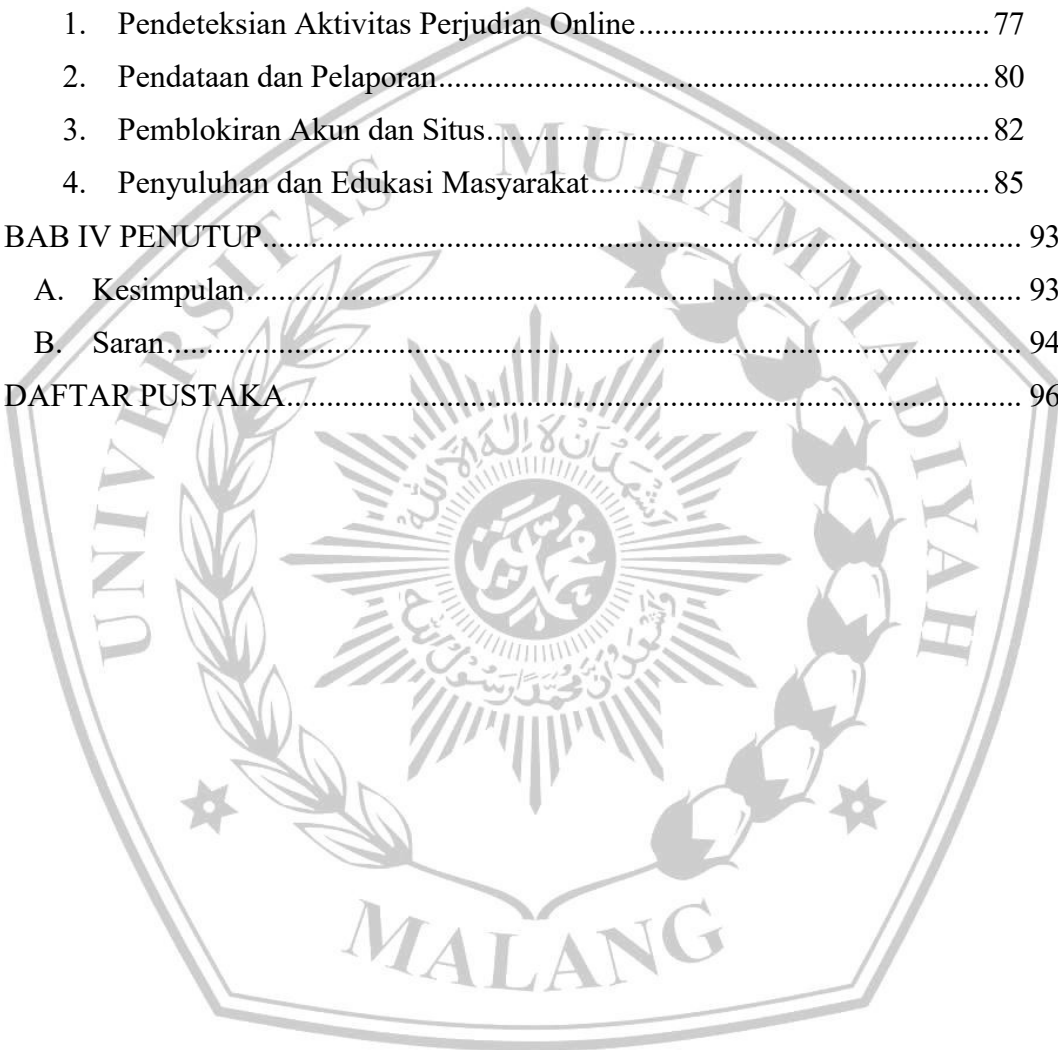 1. Pendeteksian Aktivitas Perjudian Online........................................ 77
2. Pendataan dan Pelaporan................................................................ 80
3. Pemblokiran Akun dan Situs.......................................................... 82
4. Penyuluhan dan Edukasi Masyarakat............................................. 85
BAB IV PENUTUP...................................................................................... 93
A. Kesimpulan........................................................................................ 93
B. Saran.................................................................................................. 94
DAFTAR PUSTAKA................................................................................... 96
UNIVERSITAS MUHAMMADIYAH
MALANG